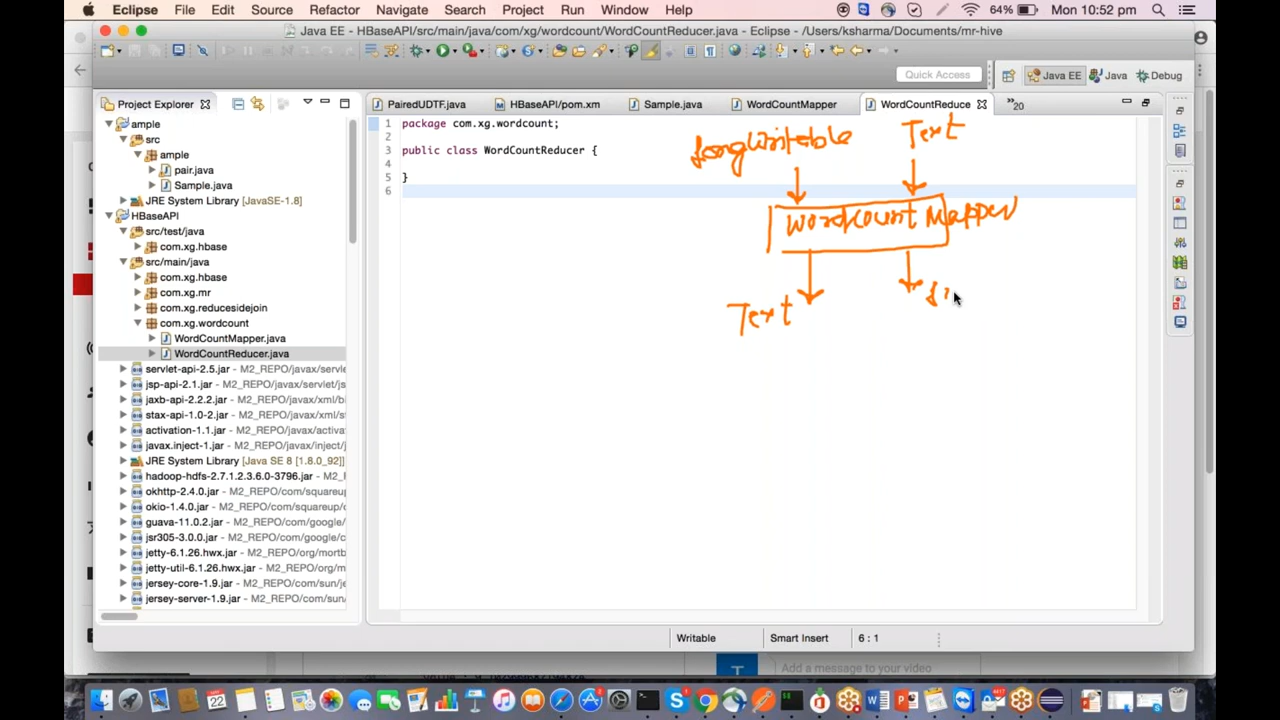 Eclipse File Edit Source Refactor Navigate Search Project Run Window Help 64% Mon 10:52 pm
Java EE - HBaseAPI/src/main/java/com/xg/wordcount/WordCountReducer.java - Eclipse - /Users/ksharma/Documents/mr-hive
Quick Access Java EE Java Debug
Project Explorer
PairedUDTF.java HBaseAPI/pom.xml Sample.java WordCountMapper WordCountReduce »20
ample
src
ample
pair.java
Sample.java
JRE System Library [JavaSE-1.8]
HBaseAPI
src/test/java
com.xg.hbase
src/main/java
com.xg.hbase
com.xg.mr
com.xg.reducesidejoin
com.xg.wordcount
WordCountMapper.java
WordCountReducer.java
servlet-api-2.5.jar - M2_REPO/javax/servle
jsp-api-2.1.jar - M2_REPO/javax/servlet/js
jaxb-api-2.2.2.jar - M2_REPO/javax/xml/bi
stax-api-1.0-2.jar - M2_REPO/javax/xml/st
activation-1.1.jar - M2_REPO/javax/activa
javax.inject-1.jar - M2_REPO/javax/inject/j
JRE System Library [Java SE 8 [1.8.0_92]]
hadoop-hdfs-2.7.1.2.3.6.0-3796.jar - M2_R
okhttp-2.4.0.jar - M2_REPO/com/squareup
okio-1.4.0.jar - M2_REPO/com/squareup/
guava-11.0.2.jar - M2_REPO/com/google/
jsr305-3.0.0.jar - M2_REPO/com/google/c
jetty-6.1.26.hwx.jar - M2_REPO/org/mortb
jetty-util-6.1.26.hwx.jar - M2_REPO/org/m
jersey-core-1.9.jar - M2_REPO/com/sun/je
jersey-server-1.9.jar - M2_REPO/com/sun/
1 package com.xg.wordcount;
2
3 public class WordCountReducer {
4
5 }
6
LongWritable Text
WordCount Mapper
Text
Writable Smart Insert 6 : 1
T Add a message to your video